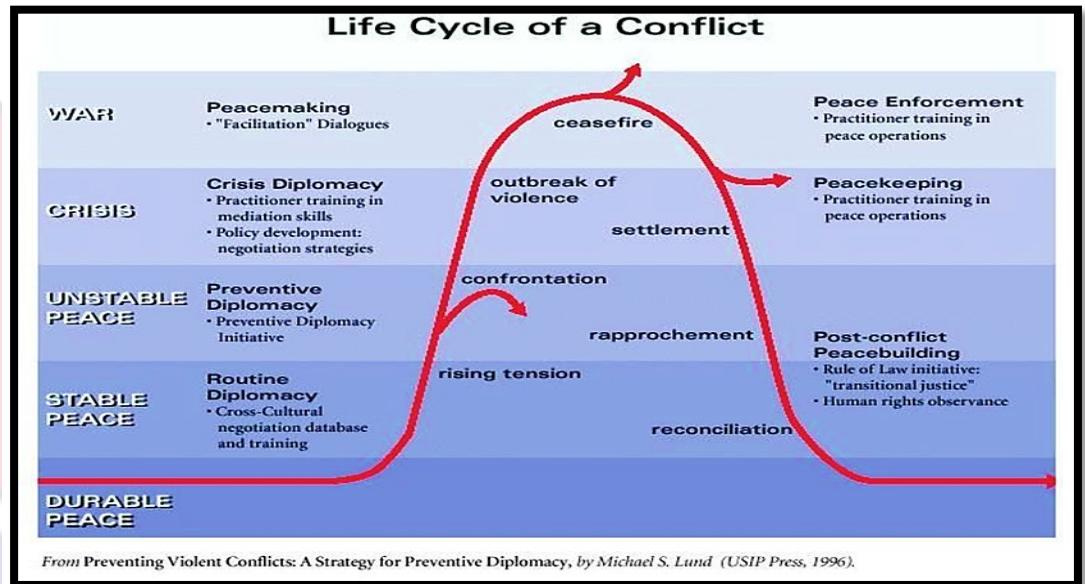 Life Cycle of a Conflict
WAR
Peacemaking
• "Facilitation" Dialogues
ceasefire
Peace Enforcement
• Practitioner training in
peace operations
CRISIS
Crisis Diplomacy
• Practitioner training in
mediation skills
• Policy development:
negotiation strategies
outbreak of
violence
settlement
Peacekeeping
• Practitioner training in
peace operations
UNSTABLE
PEACE
Preventive
Diplomacy
• Preventive Diplomacy
Initiative
confrontation
rapprochement
Post-conflict
Peacebuilding
• Rule of Law initiative:
"transitional justice"
• Human rights observance
STABLE
PEACE
Routine
Diplomacy
• Cross-Cultural
negotiation database
and training
rising tension
reconciliation
DURABLE
PEACE
From Preventing Violent Conflicts: A Strategy for Preventive Diplomacy, by Michael S. Lund (USIP Press, 1996).